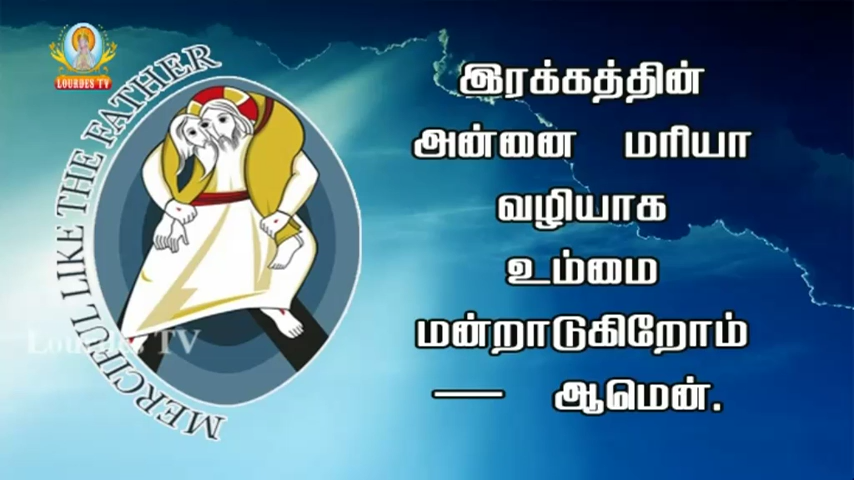 LOURDES TV
MERCIFUL LIKE THE FATHER
இரக்கத்தின்
அன்னை மரியா
வழியாக
உம்மை
மன்றாடுகிறோம்
— ஆமென்.
Lourdes TV